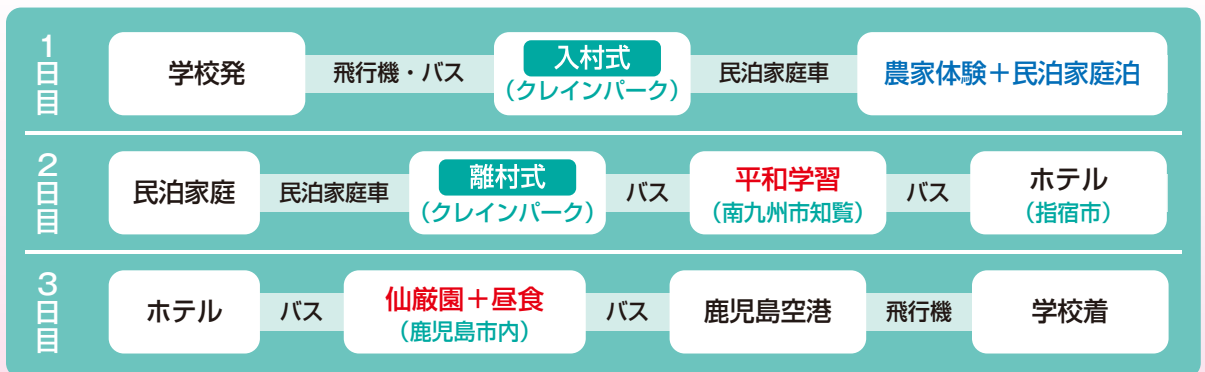 1日目
学校発
飛行機・バス
入村式
（クレインパーク）
民泊家庭車
農家体験＋民泊家庭泊
2日目
民泊家庭
民泊家庭車
離村式
（クレインパーク）
バス
平和学習
（南九州市知覧）
バス
ホテル
（指宿市）
3日目
ホテル
バス
仙厳園＋昼食
（鹿児島市内）
バス
鹿児島空港
飛行機
学校着